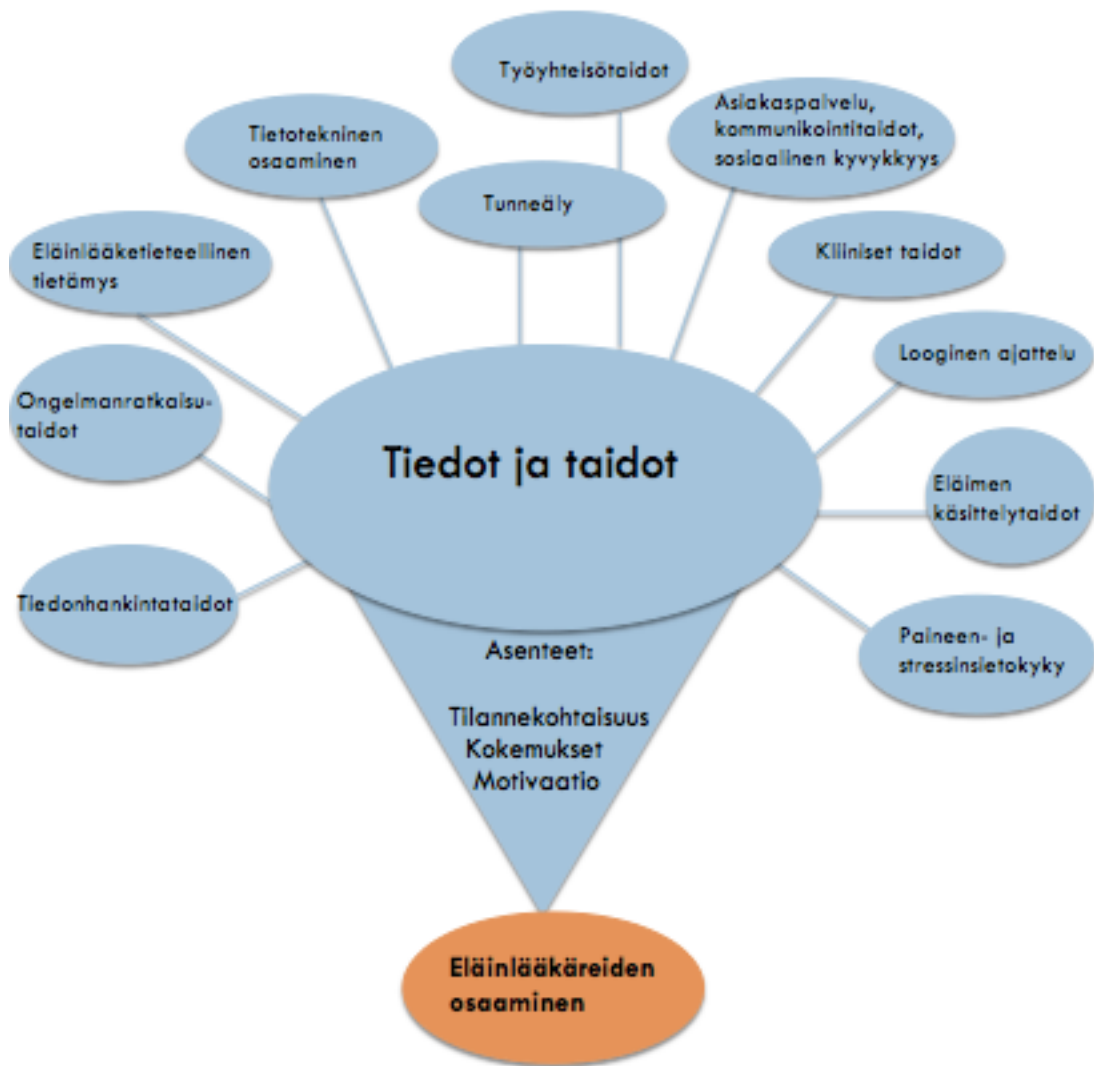 Työyhteisötaidot
Asiakaspalvelu,
kommunikointitaidot,
sosiaalinen kyvykkyys
Tietotekninen
osaaminen
Tunneäly
Eläinlääketieteellinen
tietämys
Kliiniset taidot
Looginen ajattelu
Ongelmanratkaisu-
taidot
Tiedot ja taidot
Eläimen
käsittelytaidot
Tiedonhankintataidot
Paineen- ja
stressinsietokyky
Asenteet:
Tilannekohtaisuus
Kokemukset
Motivaatio
Eläinlääkäreiden
osaaminen